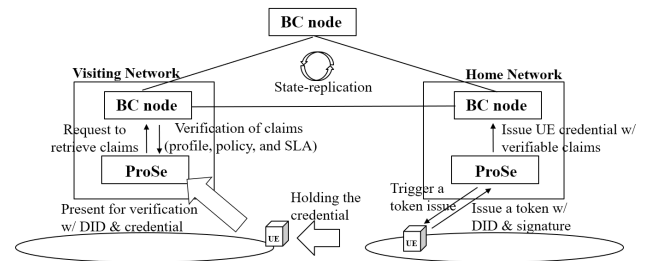 BC node
Visiting Network
Home Network
State-replication
BC node
BC node
Request to
retrieve claims
Verification of claims
(profile, policy, and SLA)
Issue UE credential w/
verifiable claims
ProSe
ProSe
Present for verification
w/ DID & credential
Holding the
credential
Trigger a
token issue
Issue a token w/
DID & signature
UE
UE